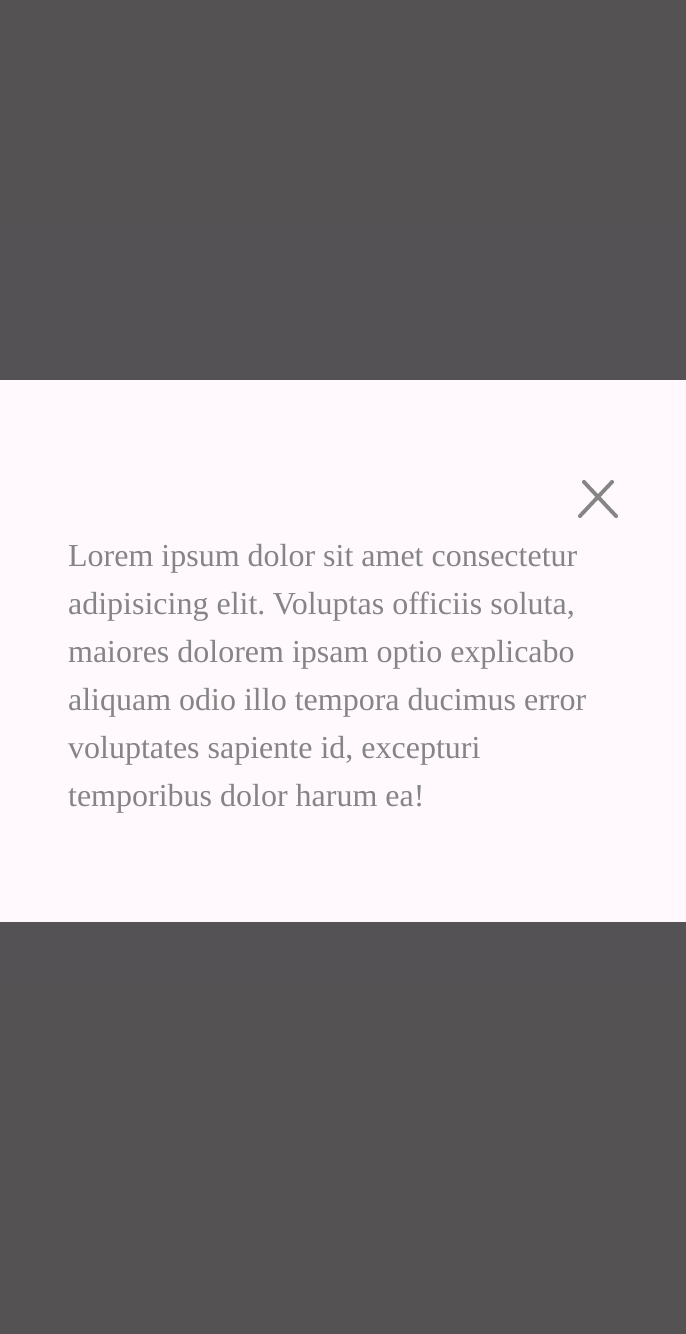 Lorem ipsum dolor sit amet consectetur
adipisicing elit. Voluptas officiis soluta,
maiores dolorem ipsam optio explicabo
aliquam odio illo tempora ducimus error
voluptates sapiente id, excepturi
temporibus dolor harum ea!